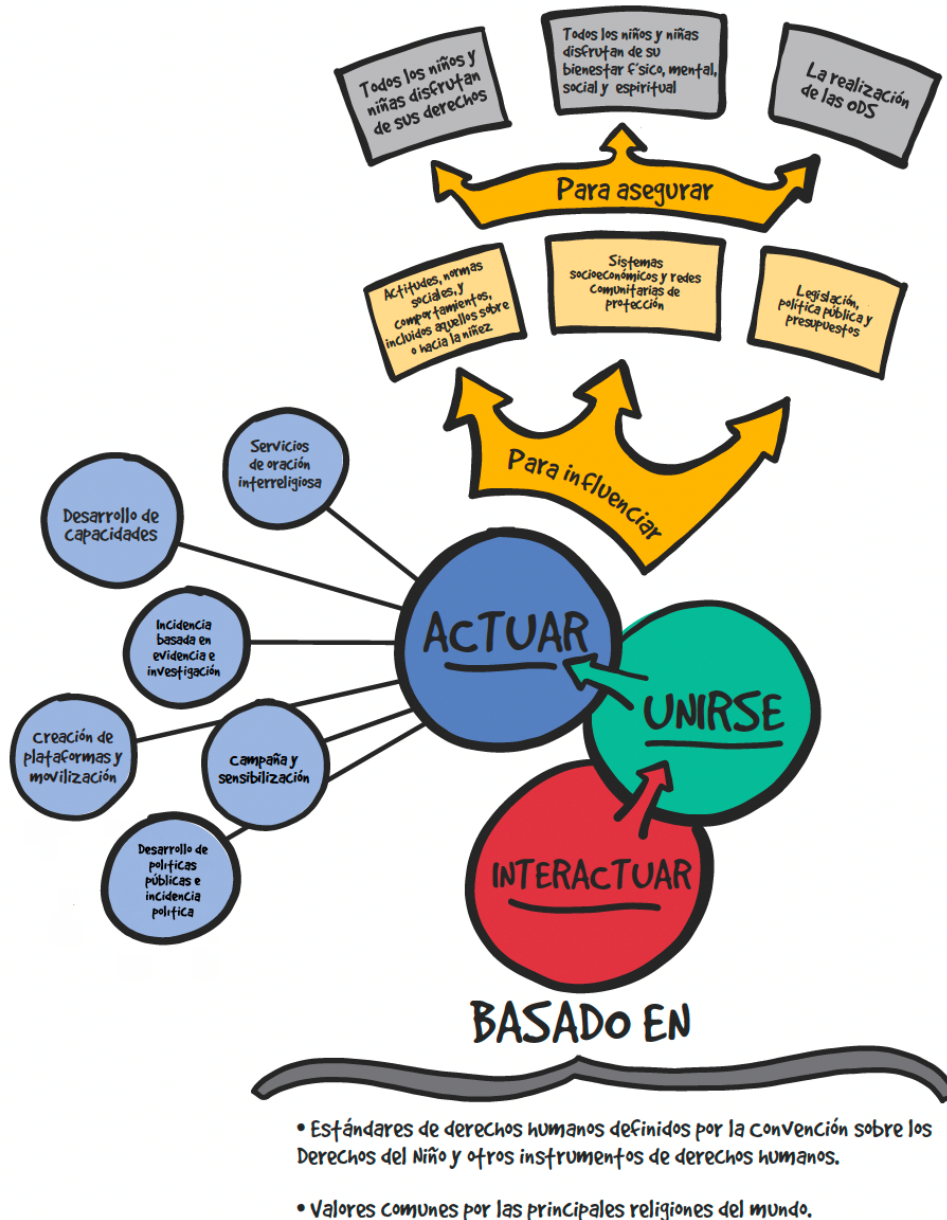 Todos los niños y
niñas disfrutan
de sus derechos
Todos los niños y niñas
disfrutan de su
bienestar f´sico, mental,
social y espiritual
La realización
de las ODS
Para asegurar
Actitudes, normas
sociales, y
comportamientos,
incluidos aquellos sobre
o hacia la niñez
Sistemas
socioeconómicos y redes
comunitarias de
protección
Legislación,
política pública y
presupuestos
Para influenciar
Servicios
de oración
interreligiosa
Desarrollo de
capacidades
Incidencia
basada en
evidencia e
investigación
Creación de
plataformas y
movilización
Campaña y
sensibilización
Desarrollo de
políticas
públicas e
incidencia
política
ACTUAR
UNIRSE
INTERACTUAR
BASADO EN
• Estándares de derechos humanos definidos por la Convención sobre los
Derechos del Niño y otros instrumentos de derechos humanos.
• Valores comunes por las principales religiones del mundo.